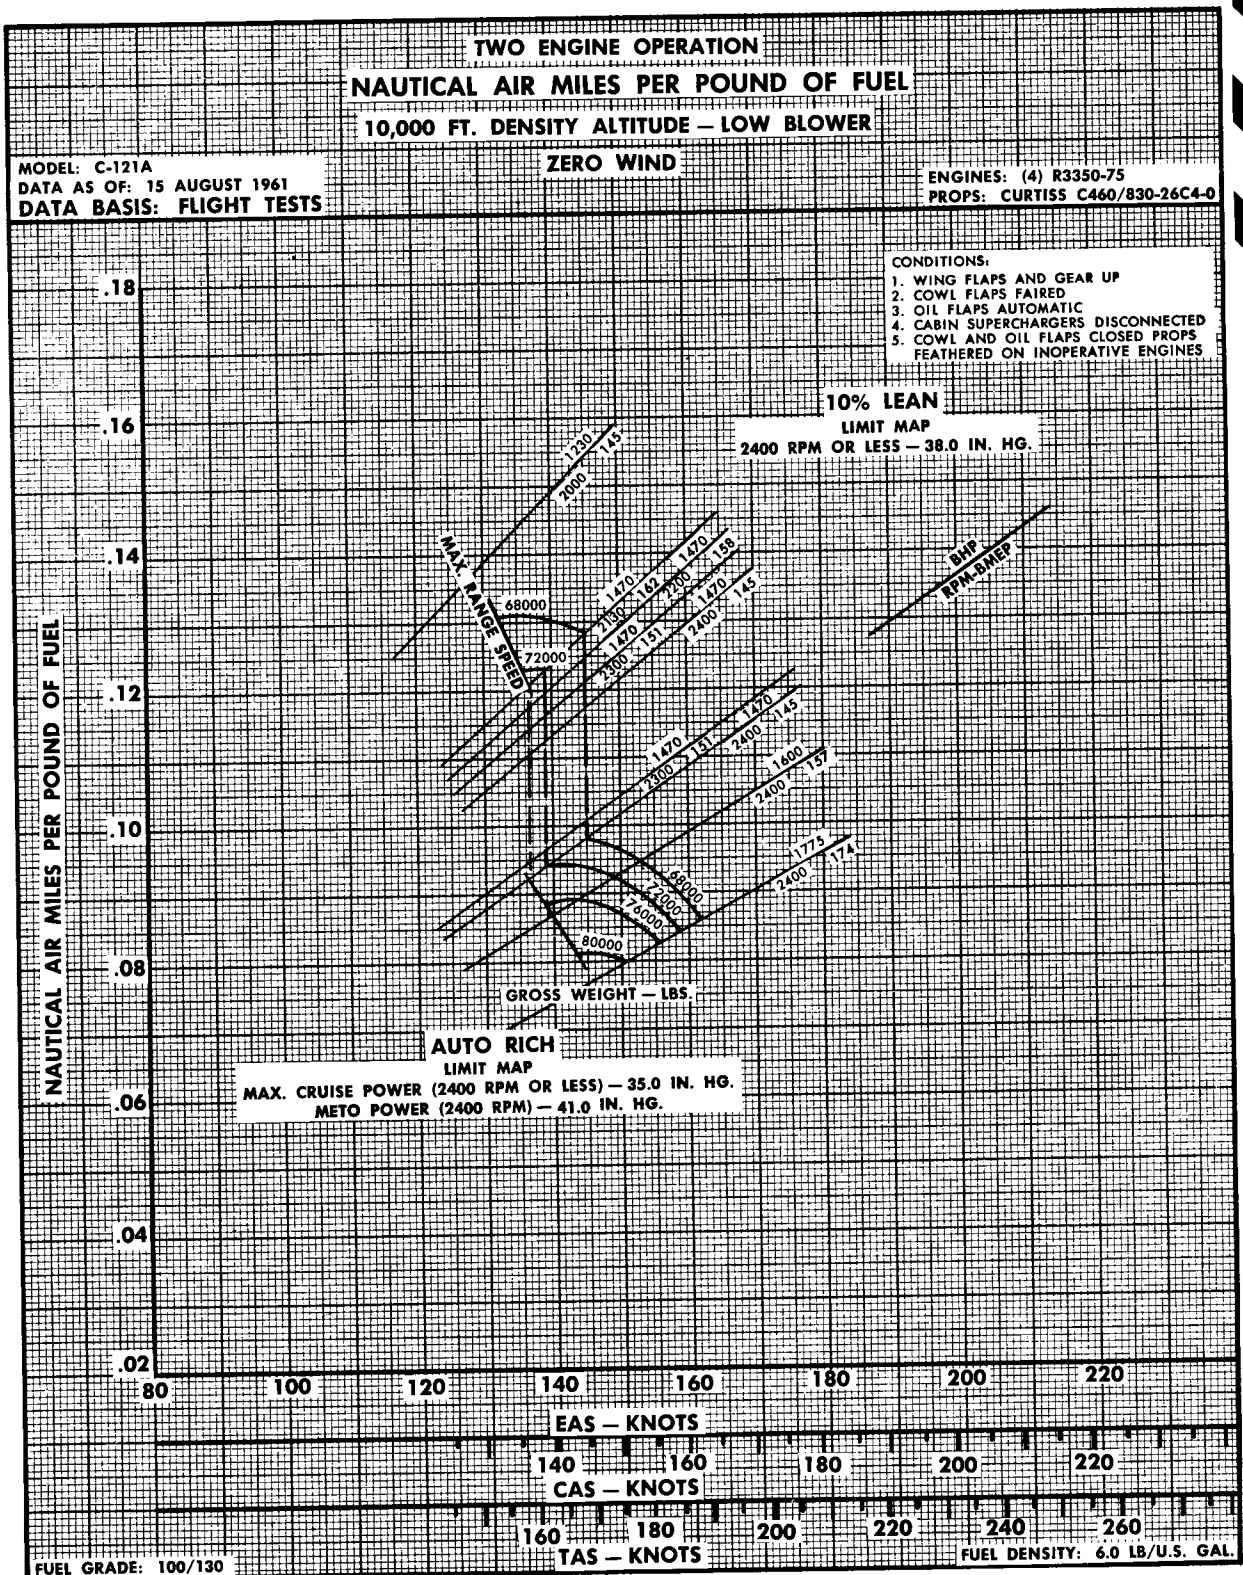 TWO ENGINE OPERATION
NAUTICAL AIR MILES PER POUND OF FUEL
10,000 FT. DENSITY ALTITUDE — LOW BLOWER
ZERO WIND
MODEL: C-121A
DATA AS OF: 15 AUGUST 1961
DATA BASIS: FLIGHT TESTS
ENGINES: (4) R3350-75
PROPS: CURTISS C460/830-26C4-0
CONDITIONS:
1. WING FLAPS AND GEAR UP
2. COWL FLAPS FAIRED
3. OIL FLAPS AUTOMATIC
4. CABIN SUPERCHARGERS DISCONNECTED
5. COWL AND OIL FLAPS CLOSED PROPS
FEATHERED ON INOPERATIVE ENGINES
10% LEAN
LIMIT MAP
2400 RPM OR LESS — 38.0 IN. HG.
BHP
RPM-BMEP
NAUTICAL AIR MILES PER POUND OF FUEL
.18
.16
.14
.12
.10
.08
.06
.04
.02
1230
2000 145
MAX. RANGE SPEED
68000
72000
1470
2130 × 162
1470
2200 × 158
1470
2300 × 151
1470
2400 145
1470
2300 × 151
1470
2400 145
1600
2400 157
1775
2400 174
68000
72000
76000
80000
GROSS WEIGHT — LBS.
AUTO RICH
LIMIT MAP
MAX. CRUISE POWER (2400 RPM OR LESS) — 35.0 IN. HG.
METO POWER (2400 RPM) — 41.0 IN. HG.
80 100 120 140 160 180 200 220
EAS — KNOTS
140 160 180 200 220
CAS — KNOTS
160 180 200 220 240 260
TAS — KNOTS
FUEL GRADE: 100/130
FUEL DENSITY: 6.0 LB/U.S. GAL.